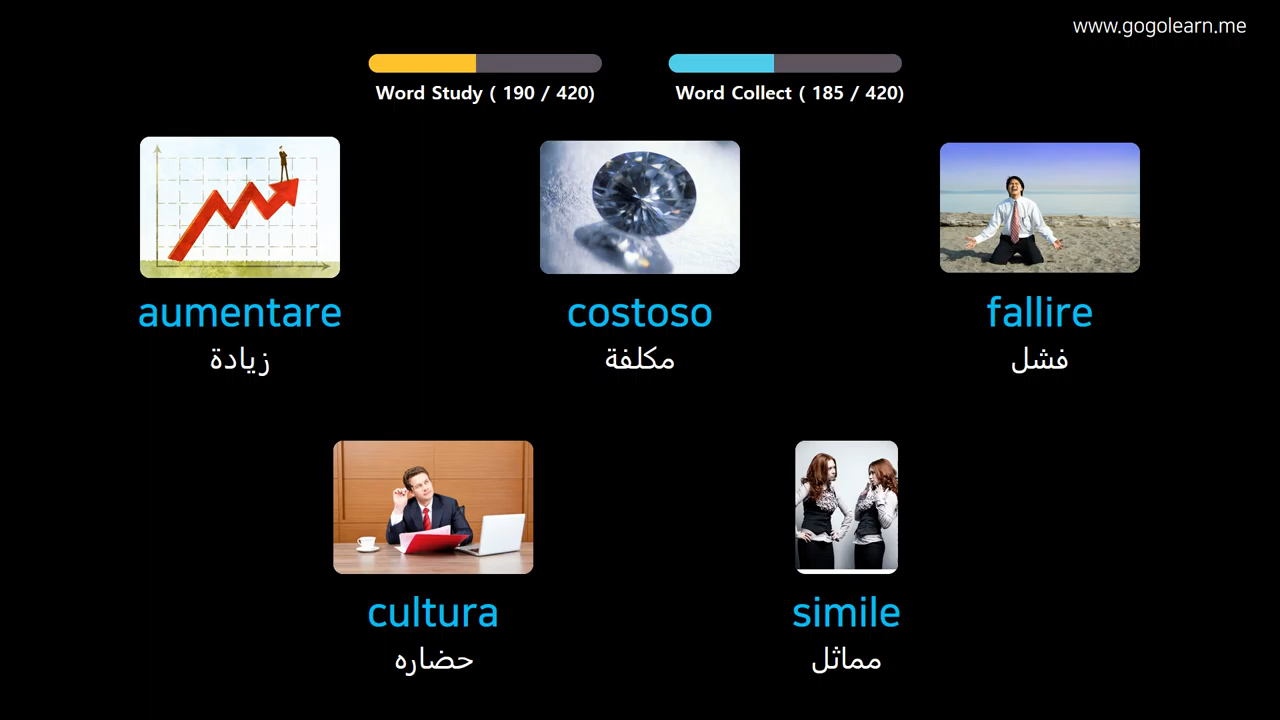 www.gogolearn.me
Word Study ( 190 / 420)
Word Collect ( 185 / 420)
aumentare
زيادة
costoso
مكلفة
fallire
فشل
cultura
حضاره
simile
مماثل